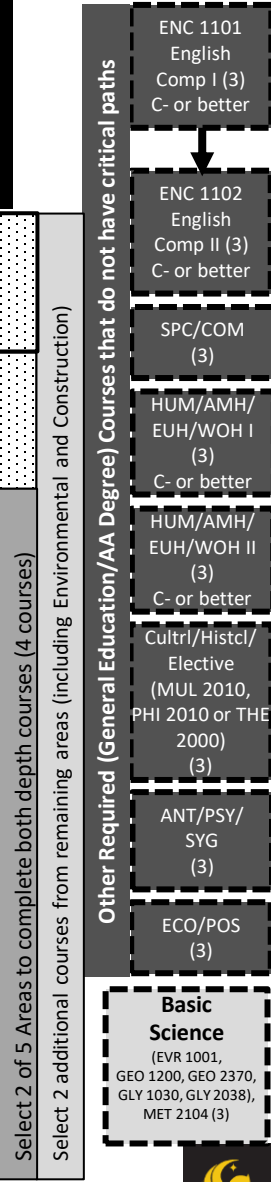 Select 2 of 5 Areas to complete both depth courses (4 courses)
Select 2 additional courses from remaining areas (including Environmental and Construction)
Other Required (General Education/AA Degree) Courses that do not have critical paths
ENC 1101
English
Comp I (3)
C- or better
ENC 1102
English
Comp II (3)
C- or better
SPC/COM
(3)
HUM/AMH/
EUH/WOH I
(3)
C- or better
HUM/AMH/
EUH/WOH II
(3)
C- or better
Cultrl/Histcl/
Elective
(MUL 2010,
PHI 2010 or THE
2000)
(3)
ANT/PSY/
SYG
(3)
ECO/POS
(3)
Basic
Science
(EVR 1001,
GEO 1200, GEO 2370,
GLY 1030, GLY 2038),
MET 2104 (3)